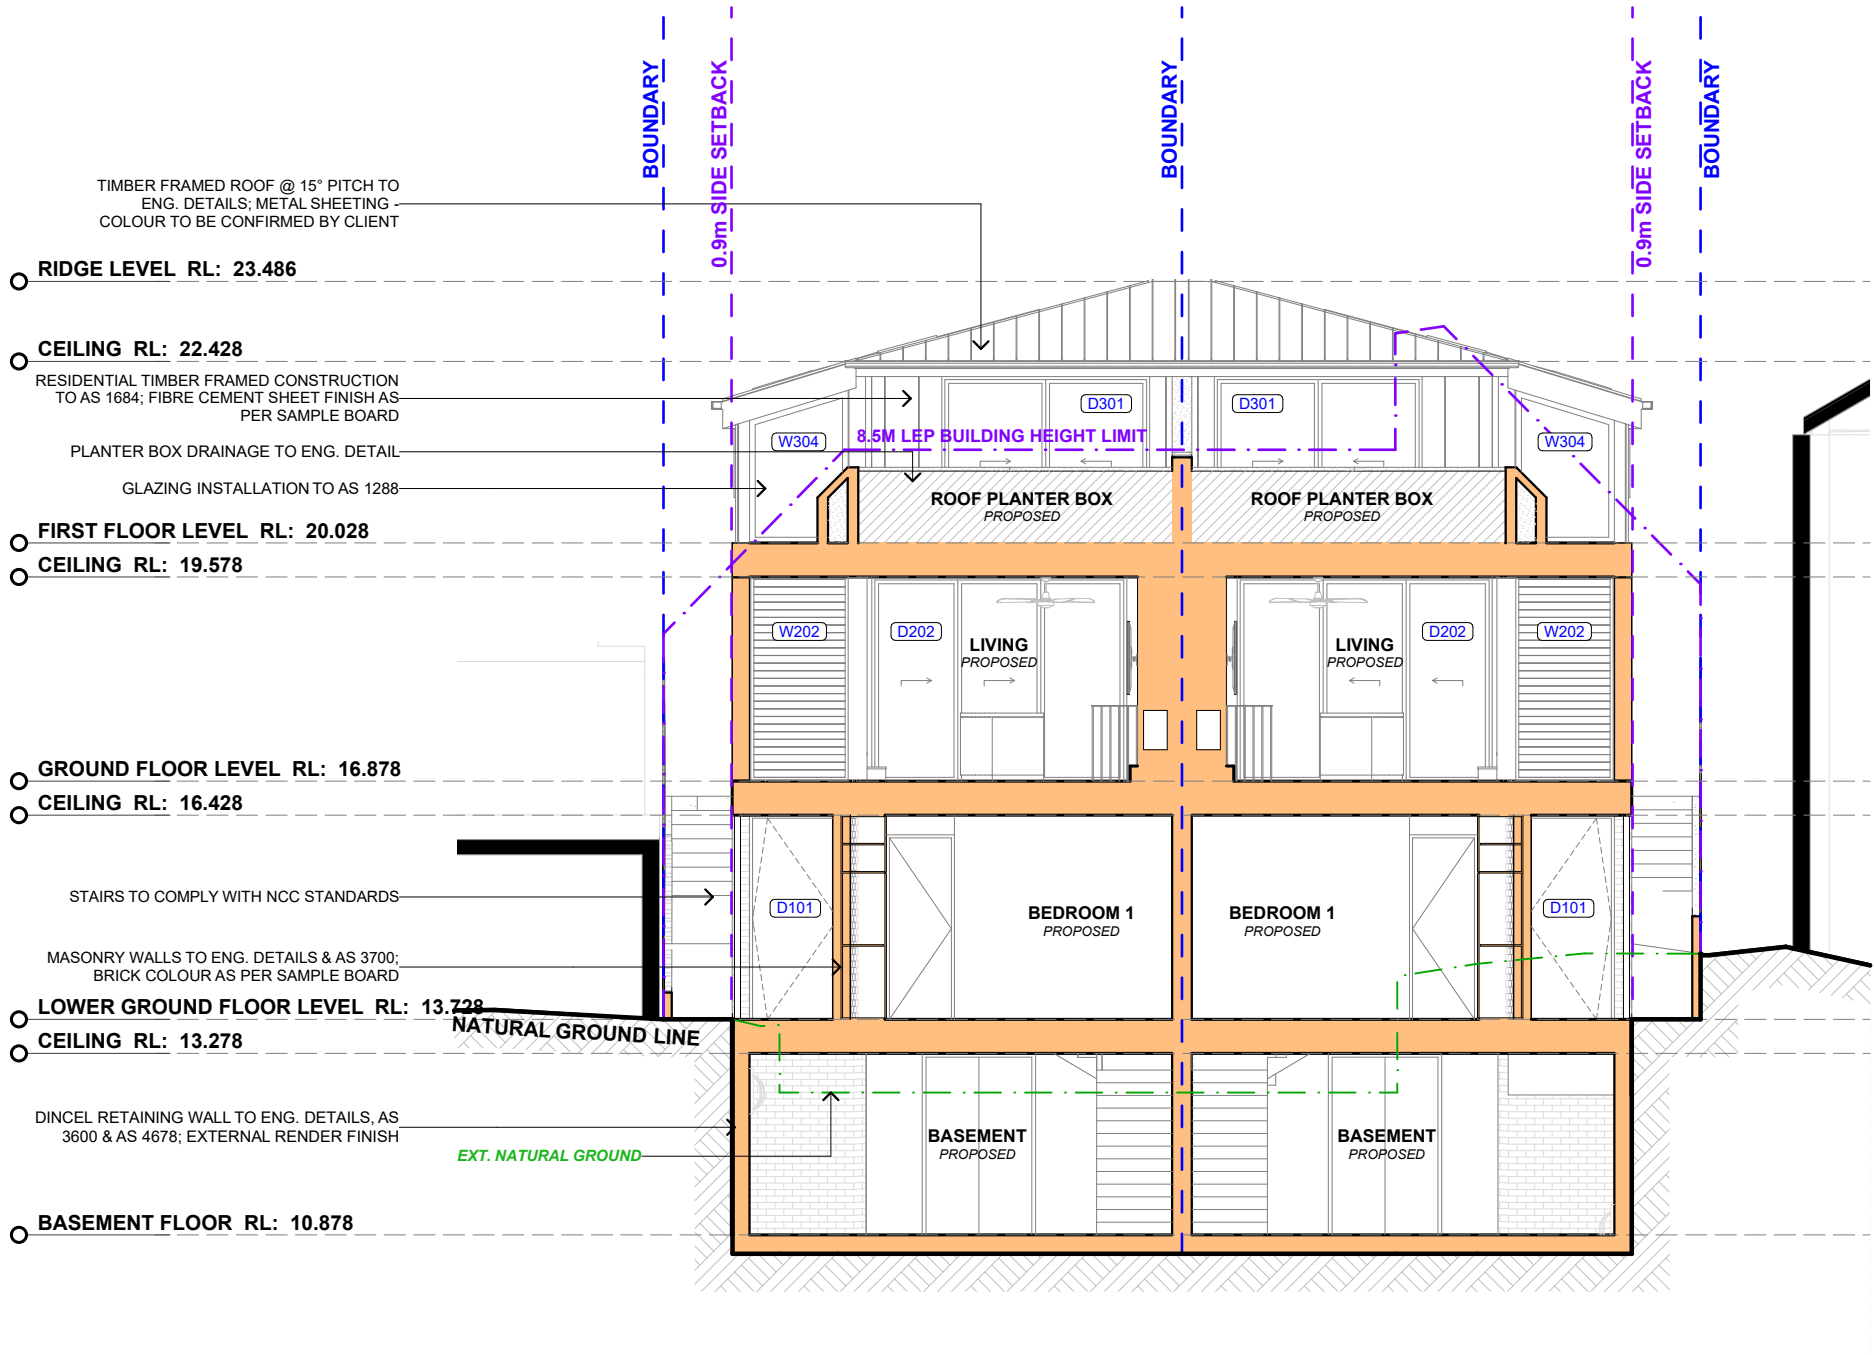 BOUNDARY
0.9m SIDE SETBACK
BOUNDARY
0.9m SIDE SETBACK
BOUNDARY
TIMBER FRAMED ROOF @ 15° PITCH TO
ENG. DETAILS; METAL SHEETING -
COLOUR TO BE CONFIRMED BY CLIENT
RIDGE LEVEL RL: 23.486
CEILING RL: 22.428
RESIDENTIAL TIMBER FRAMED CONSTRUCTION
TO AS 1684; FIBRE CEMENT SHEET FINISH AS
PER SAMPLE BOARD
D301
D301
8.5M LEP BUILDING HEIGHT LIMIT
W304
W304
PLANTER BOX DRAINAGE TO ENG. DETAIL
GLAZING INSTALLATION TO AS 1288
ROOF PLANTER BOX
PROPOSED
ROOF PLANTER BOX
PROPOSED
FIRST FLOOR LEVEL RL: 20.028
CEILING RL: 19.578
W202
D202
LIVING
PROPOSED
LIVING
PROPOSED
D202
W202
GROUND FLOOR LEVEL RL: 16.878
CEILING RL: 16.428
STAIRS TO COMPLY WITH NCC STANDARDS
D101
BEDROOM 1
PROPOSED
BEDROOM 1
PROPOSED
D101
MASONRY WALLS TO ENG. DETAILS & AS 3700;
BRICK COLOUR AS PER SAMPLE BOARD
LOWER GROUND FLOOR LEVEL RL: 13.728
NATURAL GROUND LINE
CEILING RL: 13.278
DINCEL RETAINING WALL TO ENG. DETAILS, AS
3600 & AS 4678; EXTERNAL RENDER FINISH
EXT. NATURAL GROUND
BASEMENT
PROPOSED
BASEMENT
PROPOSED
BASEMENT FLOOR RL: 10.878